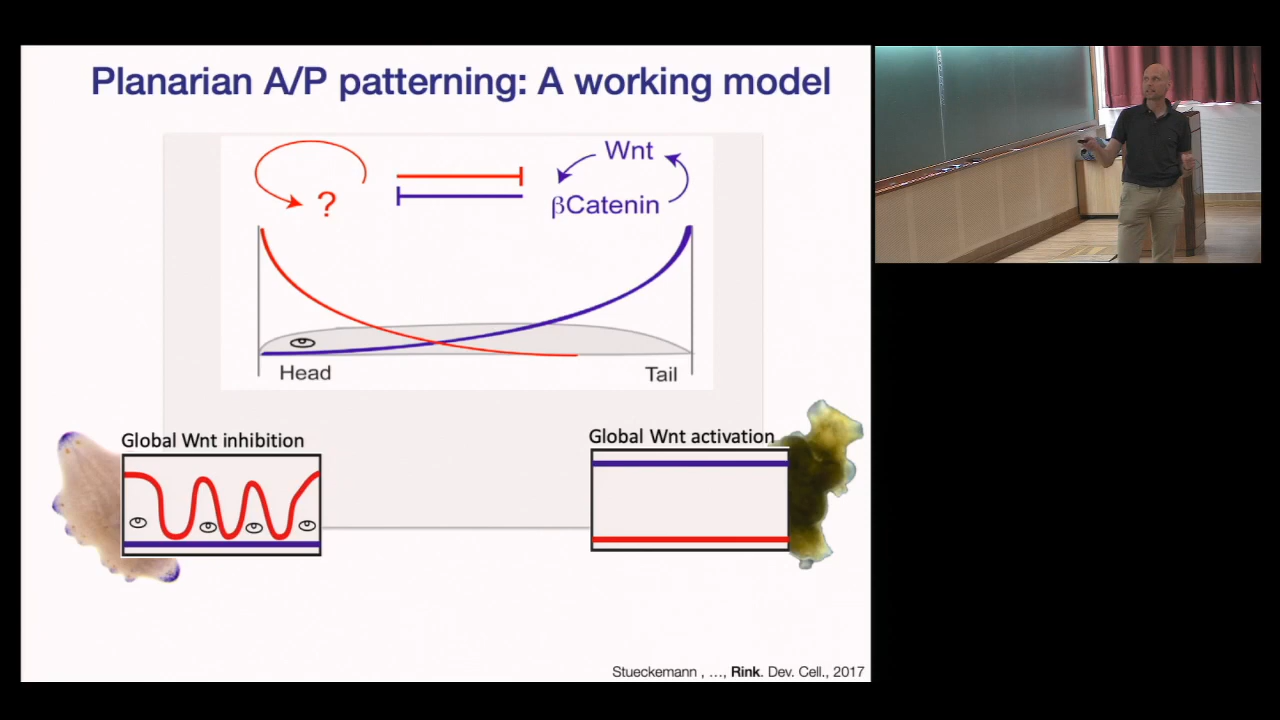 Planarian A/P patterning: A working model
Wnt
?
βCatenin
Head
Tail
Global Wnt inhibition
Global Wnt activation
Stueckemann , ..., Rink. Dev. Cell., 2017